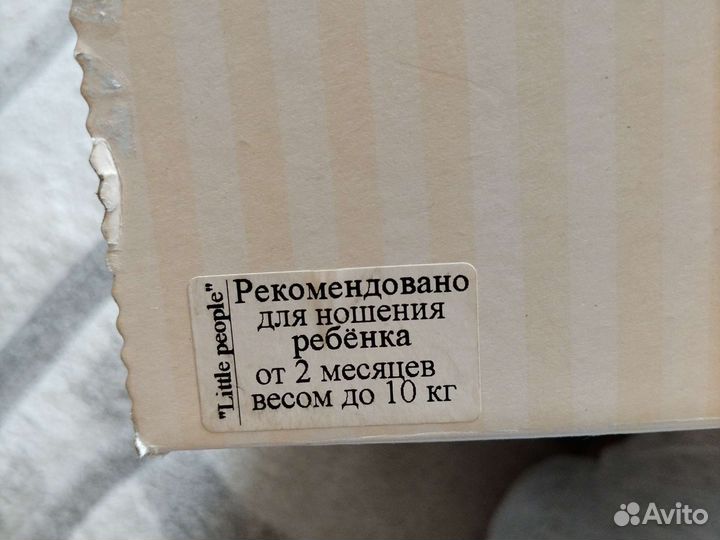 "Little people"
Рекомендовано
для ношения
ребёнка
от 2 месяцев
весом до 10 кг
Avito